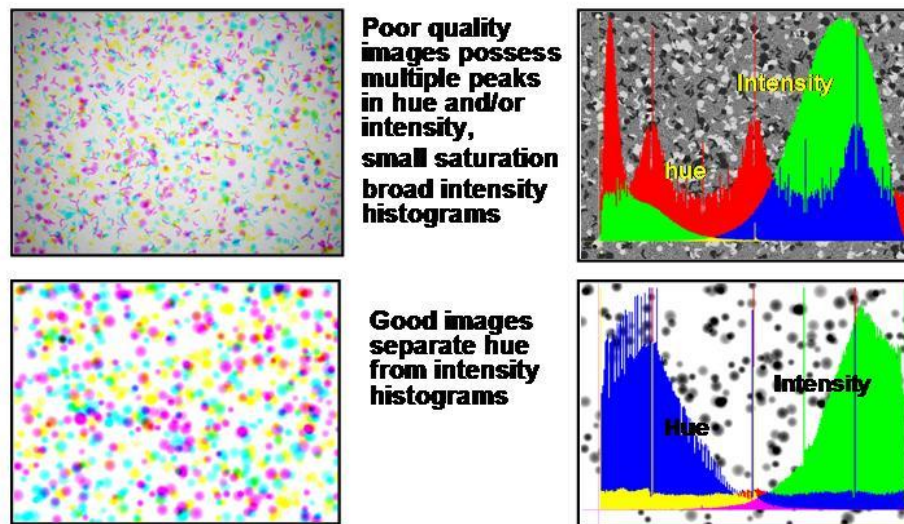 Poor quality
images possess
multiple peaks
in hue and/or
intensity,
small saturation
broad intensity
histograms
Intensity
hue
Good images
separate hue
from intensity
histograms
Intensity
Hue